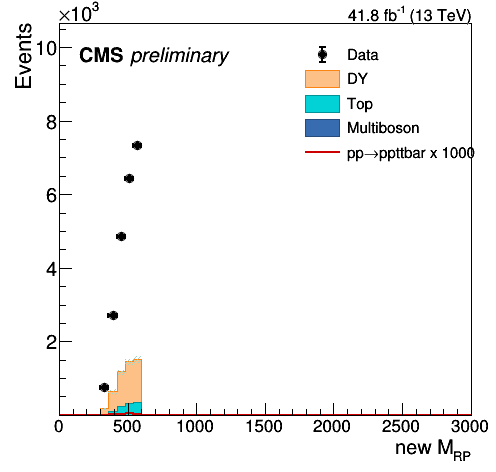 ×10³
41.8 fb⁻¹ (13 TeV)
Events
CMS preliminary
Data
DY
Top
Multiboson
pp→ppttbar x 1000
10
8
6
4
2
0 500 1000 1500 2000 2500 3000
new M_RP